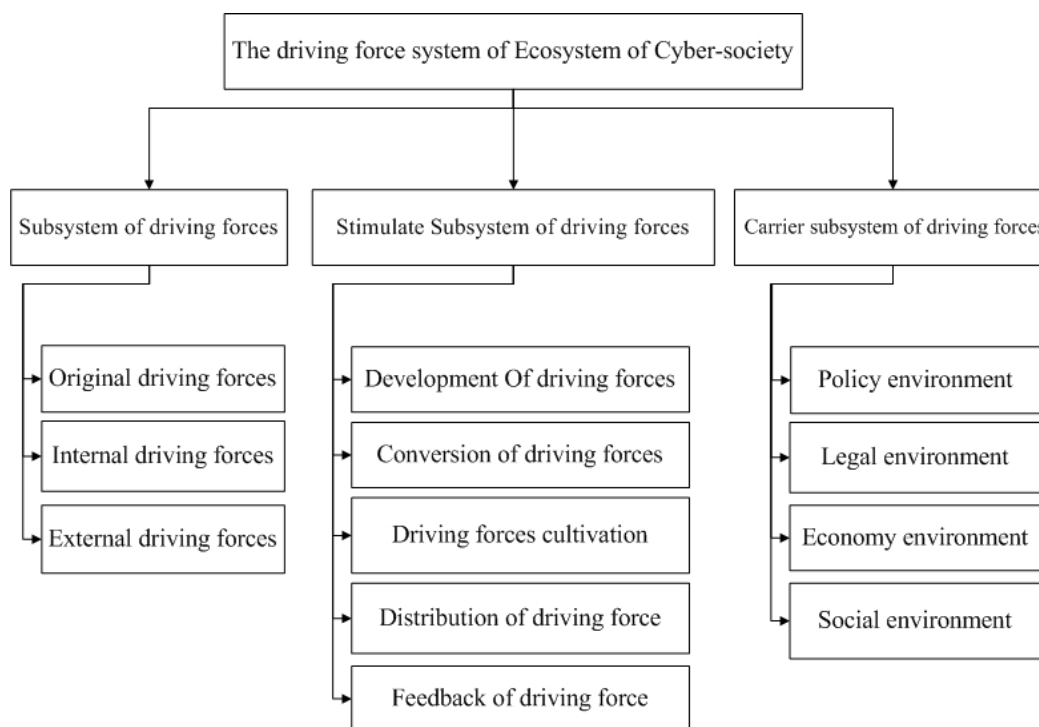 The driving force system of Ecosystem of Cyber-society
Subsystem of driving forces
Stimulate Subsystem of driving forces
Carrier subsystem of driving forces
Original driving forces
Internal driving forces
External driving forces
Development Of driving forces
Conversion of driving forces
Driving forces cultivation
Distribution of driving force
Feedback of driving force
Policy environment
Legal environment
Economy environment
Social environment